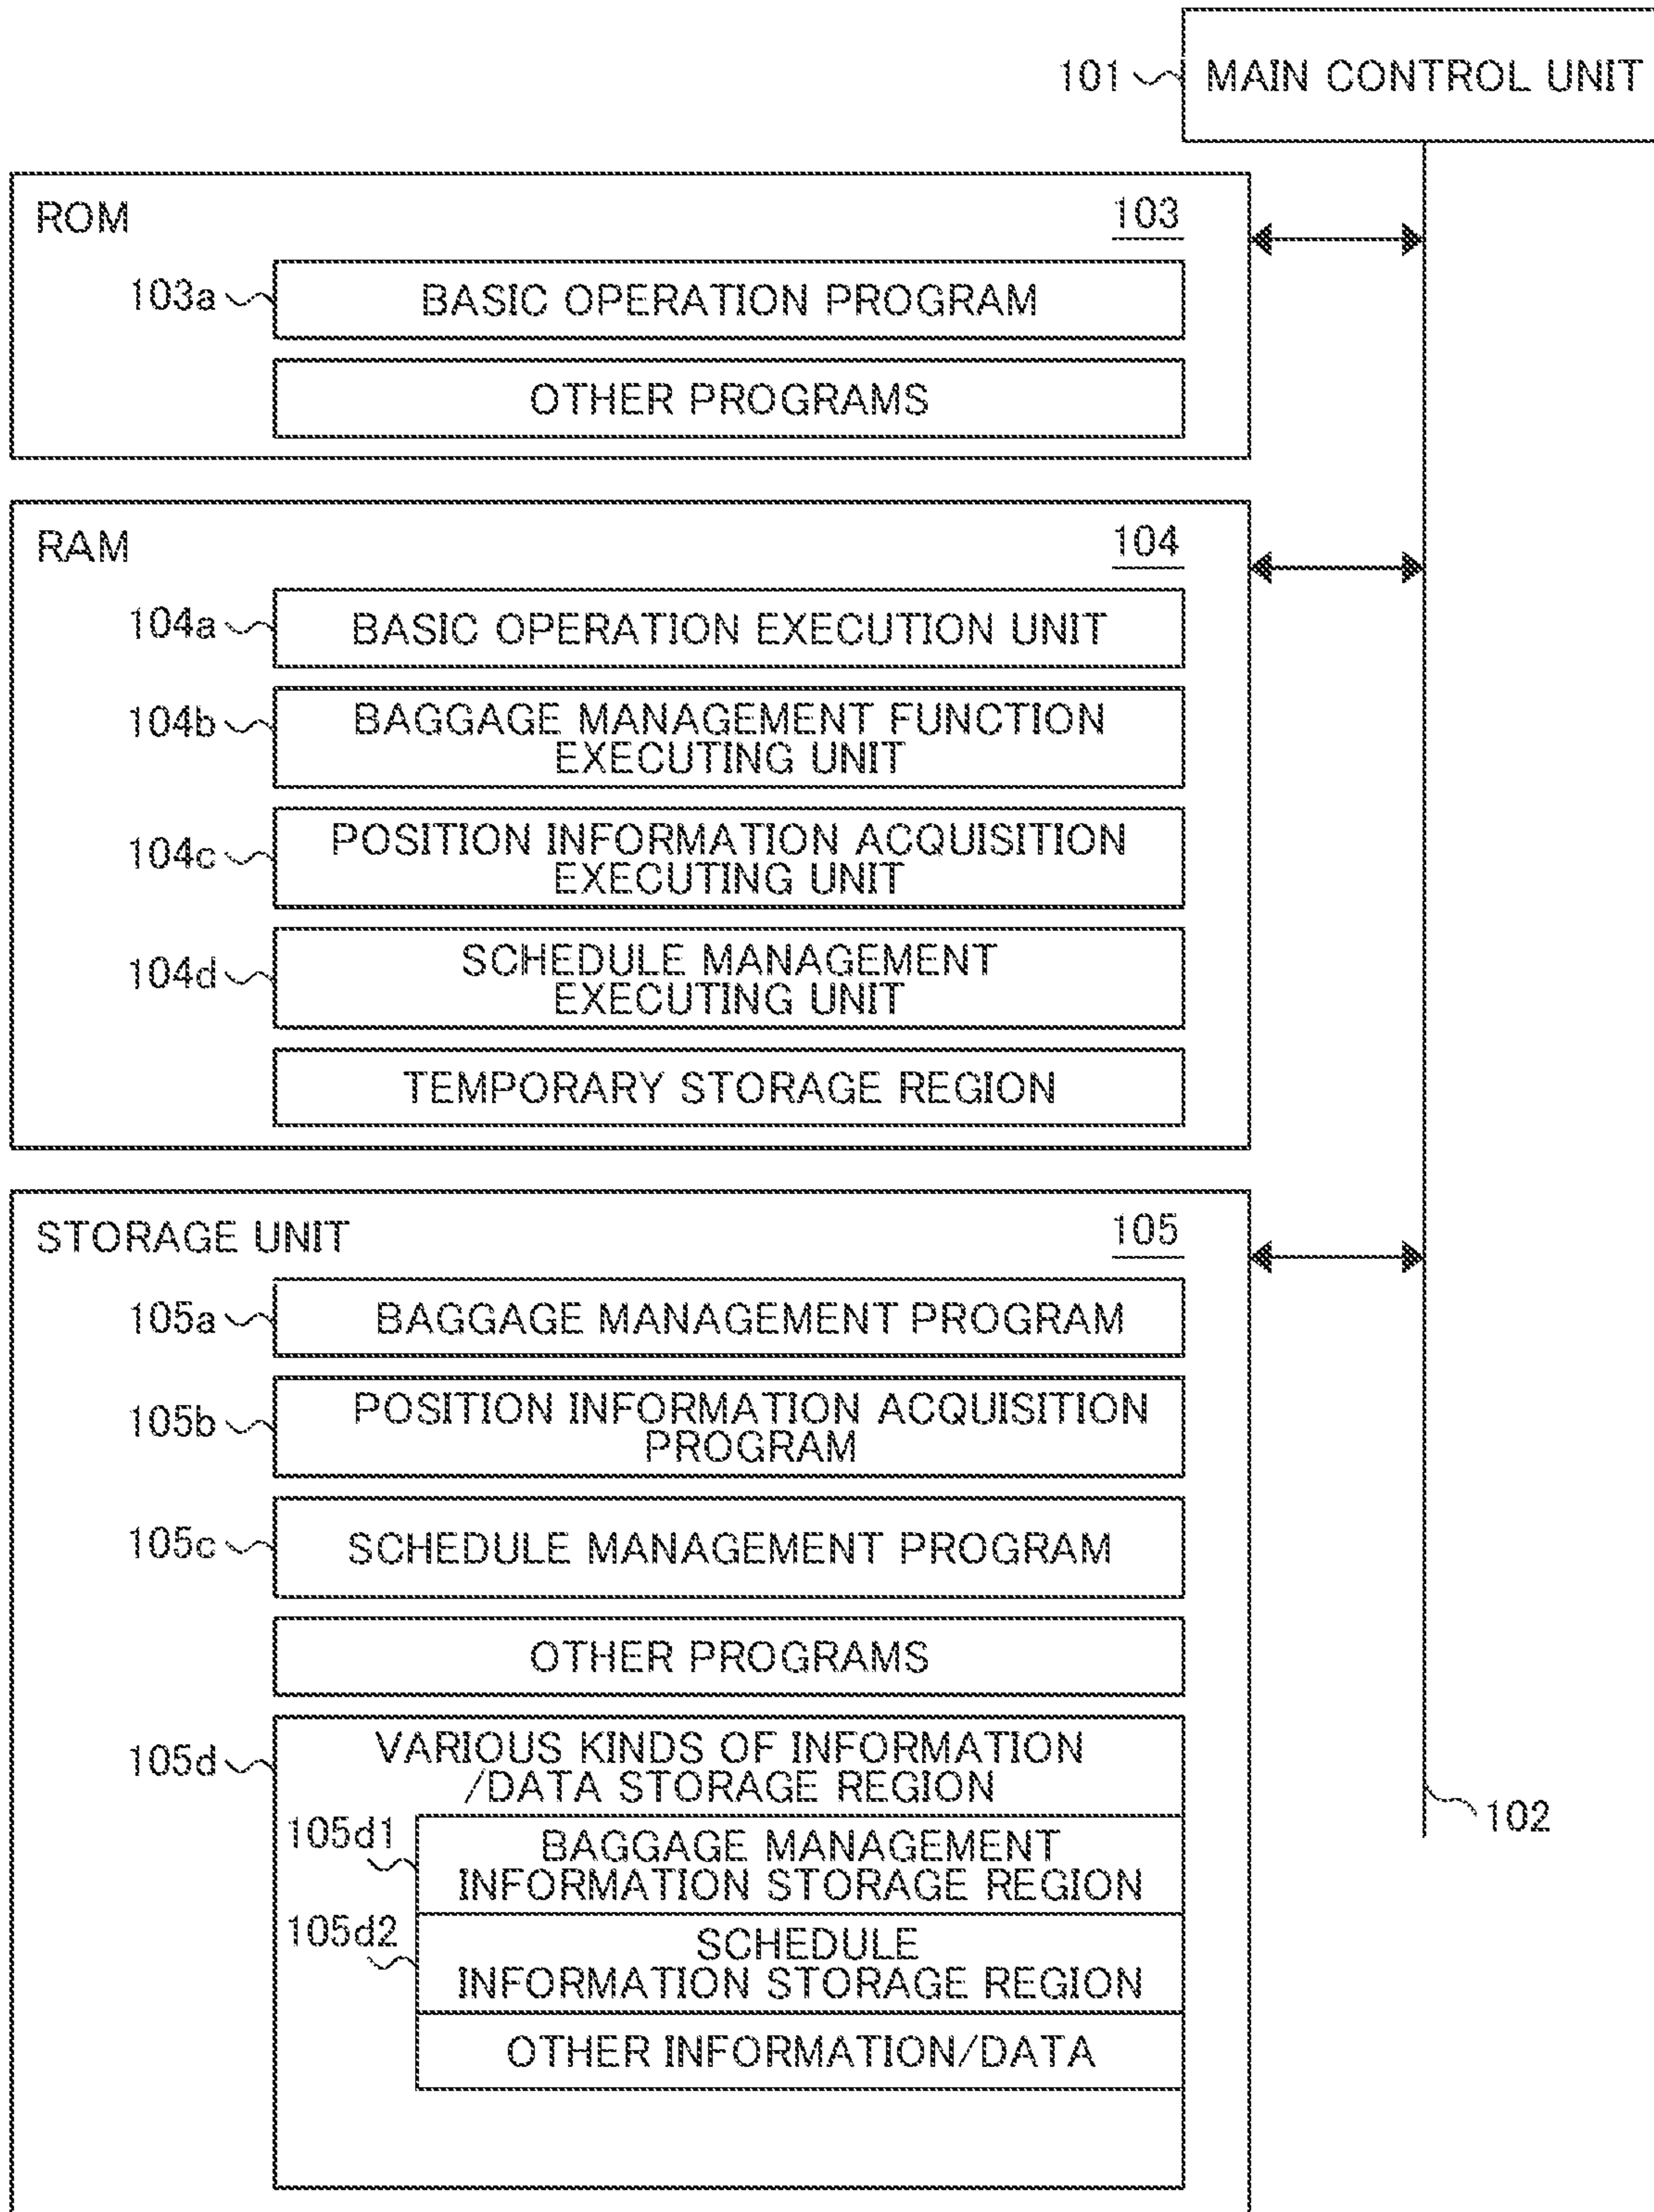 101 MAIN CONTROL UNIT
ROM 103
103a BASIC OPERATION PROGRAM
OTHER PROGRAMS
RAM 104
104a BASIC OPERATION EXECUTION UNIT
104b BAGGAGE MANAGEMENT FUNCTION
EXECUTING UNIT
104c POSITION INFORMATION ACQUISITION
EXECUTING UNIT
104d SCHEDULE MANAGEMENT
EXECUTING UNIT
TEMPORARY STORAGE REGION
STORAGE UNIT 105
105a BAGGAGE MANAGEMENT PROGRAM
105b POSITION INFORMATION ACQUISITION
PROGRAM
105c SCHEDULE MANAGEMENT PROGRAM
OTHER PROGRAMS
105d VARIOUS KINDS OF INFORMATION
/DATA STORAGE REGION
105d1 BAGGAGE MANAGEMENT
INFORMATION STORAGE REGION
105d2 SCHEDULE
INFORMATION STORAGE REGION
OTHER INFORMATION/DATA
102